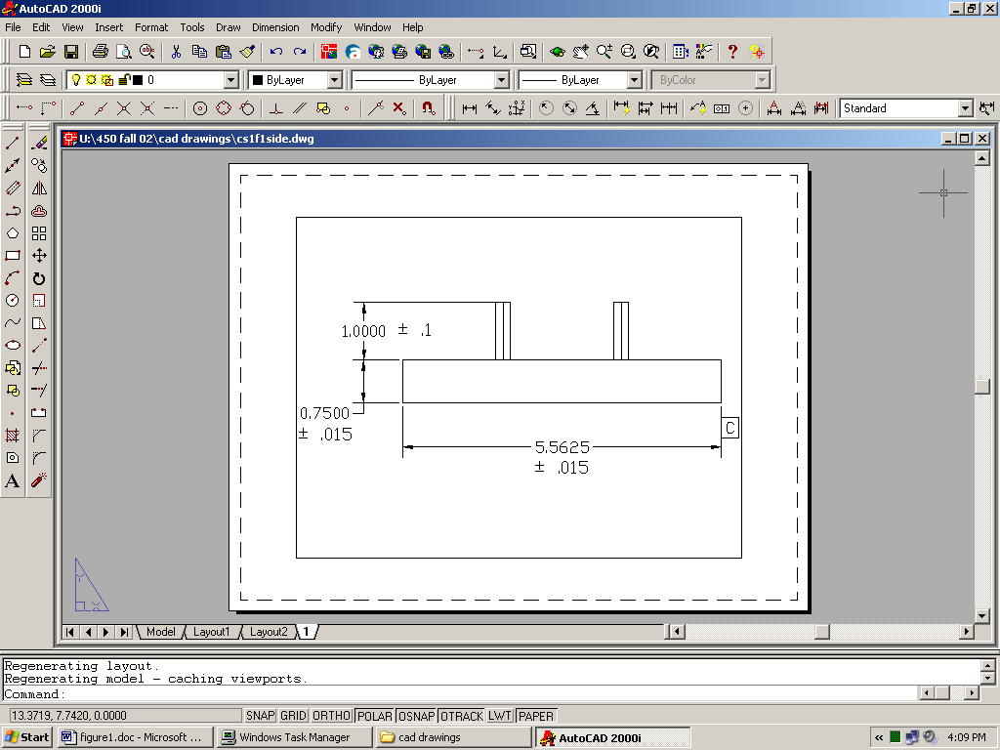 AutoCAD 2000i
File Edit View Insert Format Tools Draw Dimension Modify Window Help
0 ByLayer ByLayer ByLayer ByColor
Standard
U:\450 fall 02\cad drawings\cs1f1side.dwg
1.0000 ± .1
0.7500
± .015
C
5.5625
± .015
Y
X
Model Layout1 Layout2 1
Regenerating layout.
Regenerating model - caching viewports.
Command:
13.3719, 7.7420, 0.0000 SNAP GRID ORTHO POLAR OSNAP OTRACK LWT PAPER
Start figure1.doc - Microsoft ... Windows Task Manager cad drawings AutoCAD 2000i « 4:09 PM